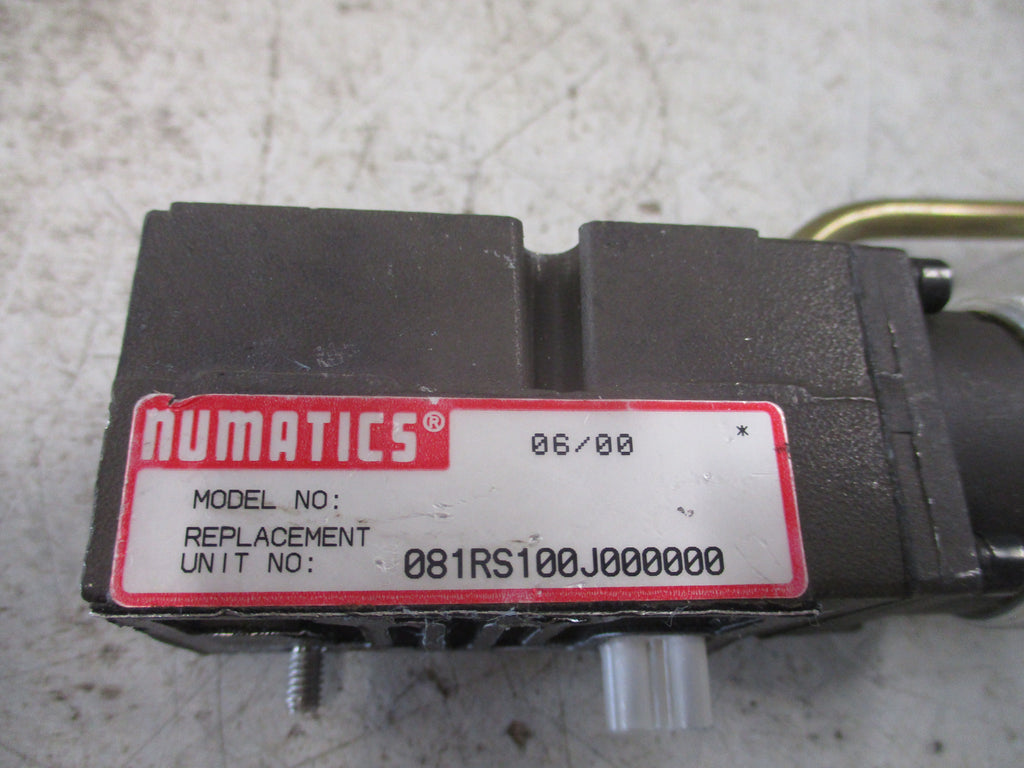 NUMATICS®
06/00 *
MODEL NO:
REPLACEMENT
UNIT NO: 081RS100J000000